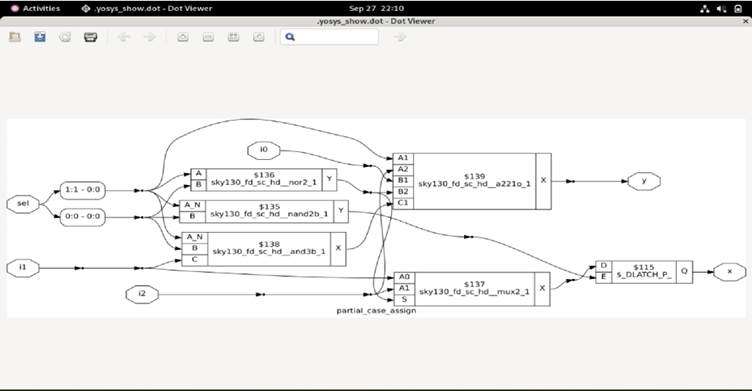 Activities
.yosys_show.dot - Dot Viewer
Sep 27 22:10
.yosys_show.dot - Dot Viewer
i0
A1
A2
B1
B2
C1
$139
sky130_fd_sc_hd__a221o_1
X
y
sel
1:1 - 0:0
0:0 - 0:0
A
B
$136
sky130_fd_sc_hd__nor2_1
Y
A_N
B
$135
sky130_fd_sc_hd__nand2b_1
Y
A_N
B
C
$138
sky130_fd_sc_hd__and3b_1
X
i1
i2
A0
A1
S
$137
sky130_fd_sc_hd__mux2_1
X
D
E
$115
$_DLATCH_P_
Q
x
partial_case_assign